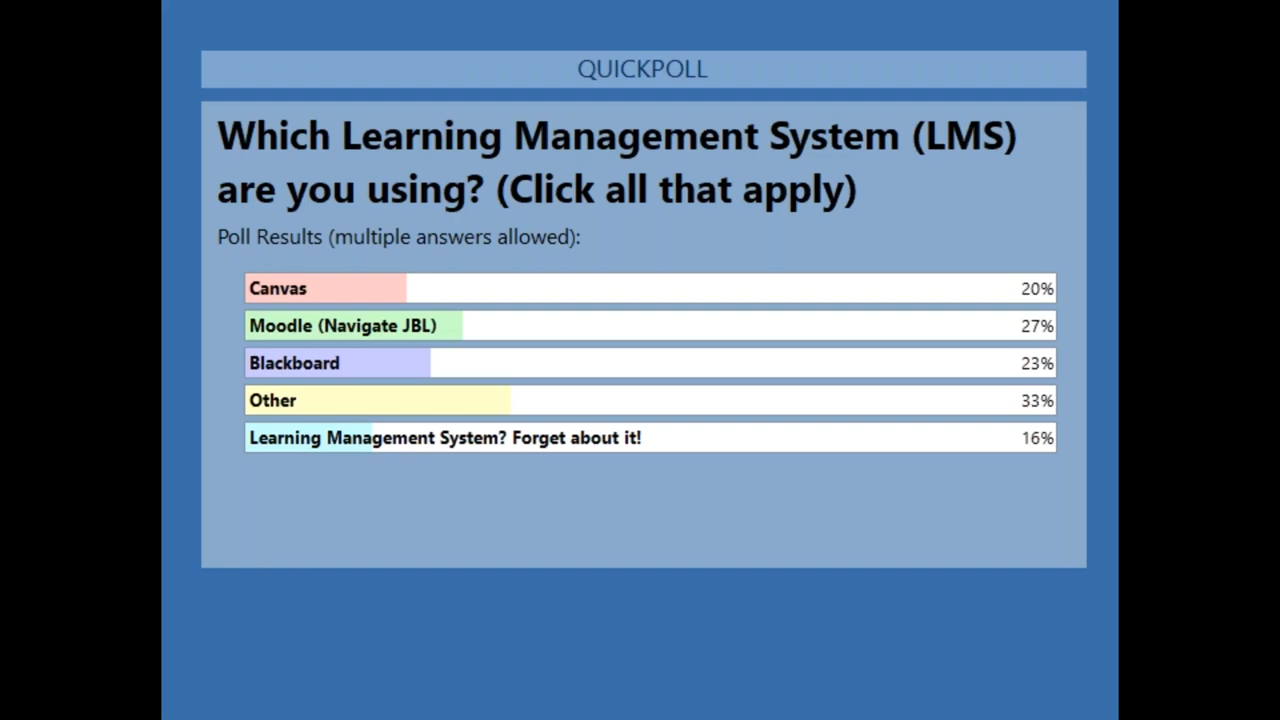 QUICKPOLL
Which Learning Management System (LMS)
are you using? (Click all that apply)
Poll Results (multiple answers allowed):
Canvas 20%
Moodle (Navigate JBL) 27%
Blackboard 23%
Other 33%
Learning Management System? Forget about it! 16%